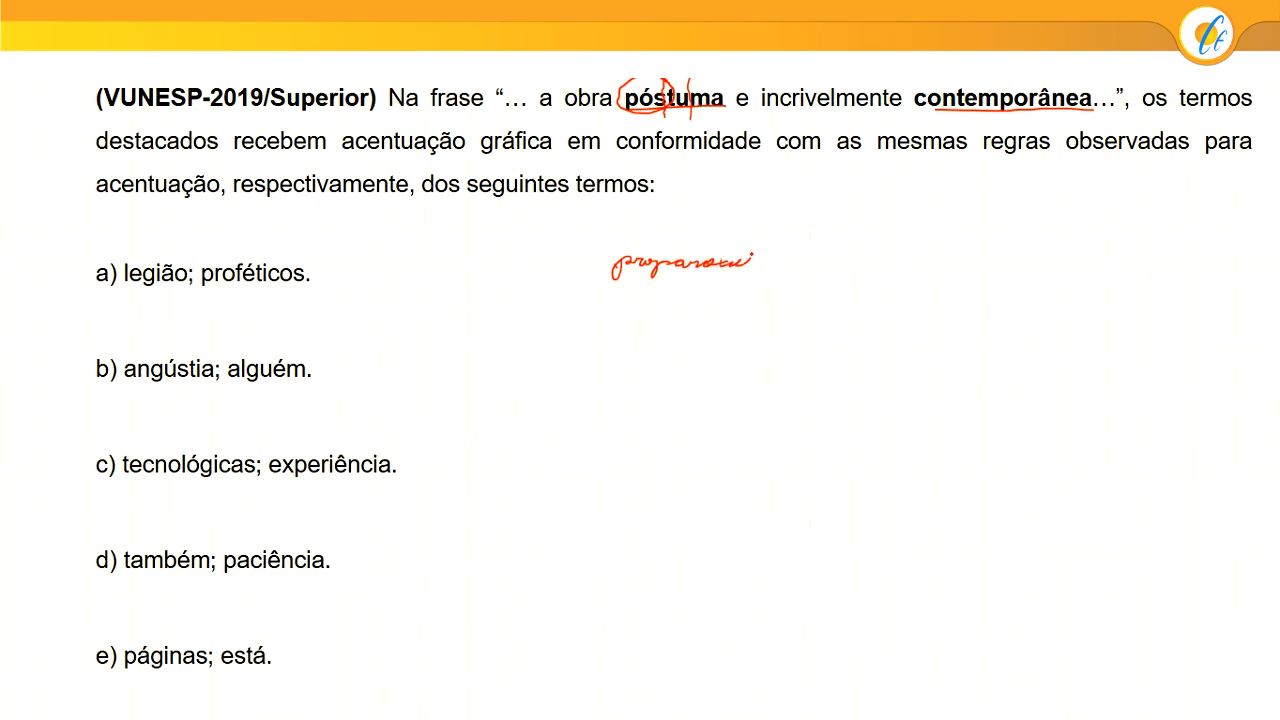 (VUNESP-2019/Superior) Na frase “… a obra póstuma e incrivelmente contemporânea…”, os termos
destacados recebem acentuação gráfica em conformidade com as mesmas regras observadas para
acentuação, respectivamente, dos seguintes termos:
a) legião; proféticos.
b) angústia; alguém.
c) tecnológicas; experiência.
d) também; paciência.
e) páginas; está.